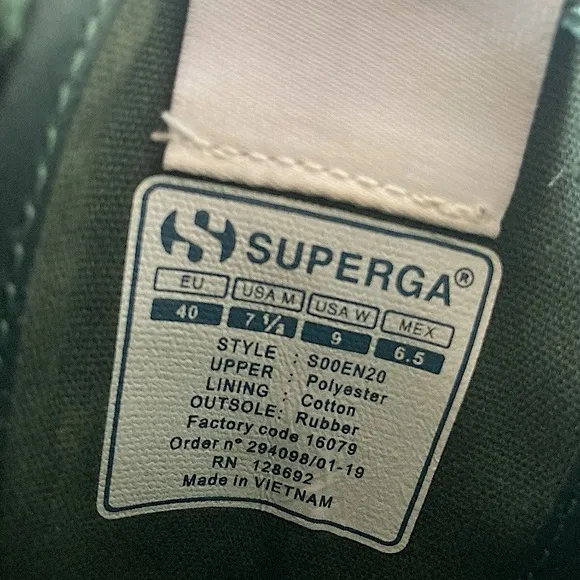 SUPERGA®
EU USA M USA W MEX
40 7 ½ 9 6.5
STYLE : S00EN20
UPPER : Polyester
LINING : Cotton
OUTSOLE: Rubber
Factory code 16079
Order n° 294098/01-19
RN 128692
Made in VIETNAM